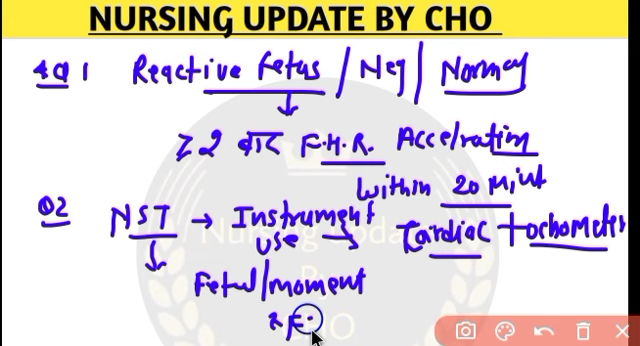 NURSING UPDATE BY CHO
Q1 Reactive Fetus / Neg / Normal
≥ 2 बार F.H.R. Accelration
within 20 Mint
Q2 NST → Instrument use → Cardiac tochometer
Fetal/moment
& F